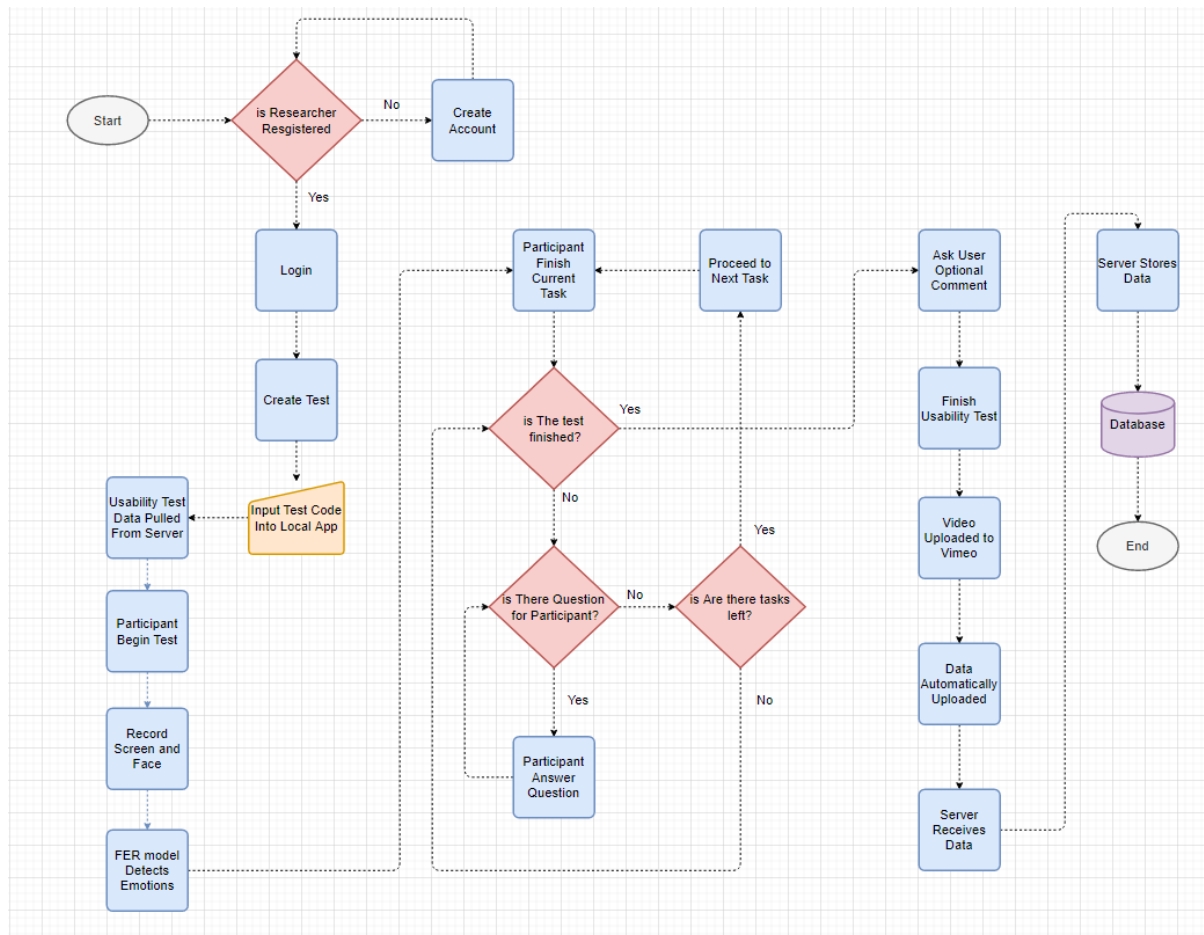 Start
is Researcher
Resgistered
No
Create
Account
Yes
Login
Create Test
Input Test Code
Into Local App
Usability Test
Data Pulled
From Server
Participant
Begin Test
Record
Screen and
Face
FER model
Detects
Emotions
Participant
Finish
Current
Task
Proceed to
Next Task
is The test
finished?
Yes
No
is There Question
for Participant?
No
is Are there tasks
left?
Yes
No
Yes
Participant
Answer
Question
Ask User
Optional
Comment
Finish
Usability Test
Video
Uploaded to
Vimeo
Data
Automatically
Uploaded
Server
Receives
Data
Server Stores
Data
Database
End